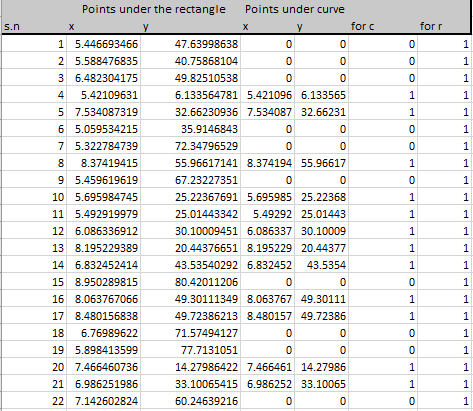 Points under the rectangle Points under curve
s.n x y x y for c for r
1 5.446693466 47.63998638 0 0 0 1
2 5.588476835 40.75868104 0 0 0 1
3 6.482304175 49.82510538 0 0 0 1
4 5.42109631 6.133564781 5.421096 6.133565 1 1
5 7.534087319 32.66230936 7.534087 32.66231 1 1
6 5.059534215 35.9146843 0 0 0 1
7 5.322784739 72.34796529 0 0 0 1
8 8.37419415 55.96617141 8.374194 55.96617 1 1
9 5.459619619 67.23227351 0 0 0 1
10 5.695984745 25.22367691 5.695985 25.22368 1 1
11 5.492919979 25.01443342 5.49292 25.01443 1 1
12 6.086336912 30.10009451 6.086337 30.10009 1 1
13 8.195229389 20.44376651 8.195229 20.44377 1 1
14 6.832452414 43.53540292 6.832452 43.5354 1 1
15 8.950289815 80.42011206 0 0 0 1
16 8.063767066 49.30111349 8.063767 49.30111 1 1
17 8.480156838 49.72386213 8.480157 49.72386 1 1
18 6.76989622 71.57494127 0 0 0 1
19 5.898413599 77.7131051 0 0 0 1
20 7.466460736 14.27986422 7.466461 14.27986 1 1
21 6.986251986 33.10065415 6.986252 33.10065 1 1
22 7.142602824 60.24639216 0 0 0 1